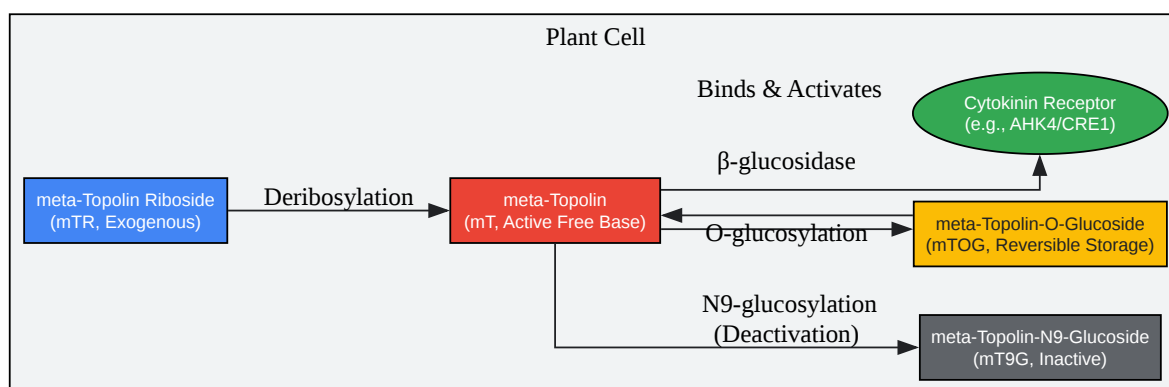 Plant Cell
Binds & Activates
Cytokinin Receptor
(e.g., AHK4/CRE1)
β-glucosidase
meta-Topolin Riboside
(mTR, Exogenous)
Deribosylation
meta-Topolin
(mT, Active Free Base)
O-glucosylation
meta-Topolin-O-Glucoside
(mTOG, Reversible Storage)
N9-glucosylation
(Deactivation)
meta-Topolin-N9-Glucoside
(mT9G, Inactive)